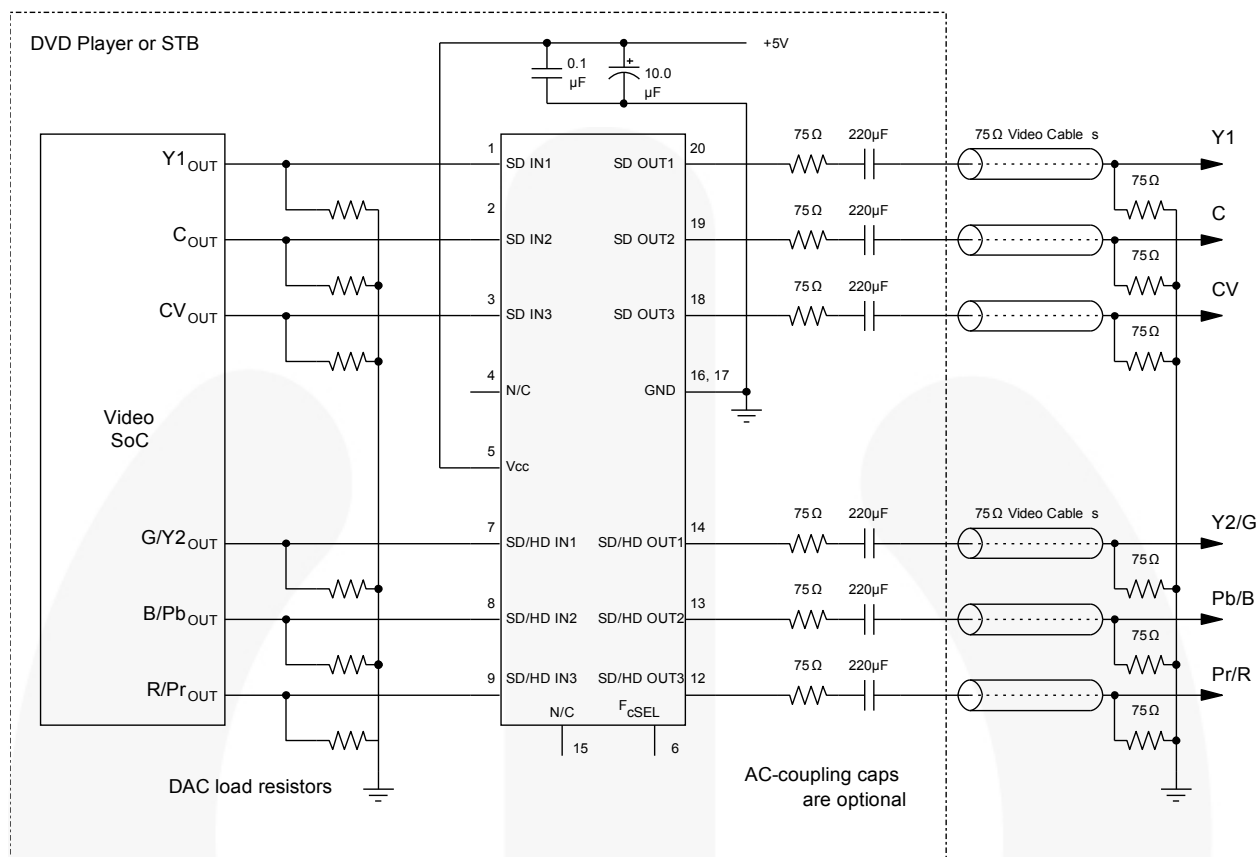 DVD Player or STB
+5V
0.1
µF
+
10.0
µF
Video
SoC
Y1OUT
COUT
CVOUT
G/Y2OUT
B/PbOUT
R/PrOUT
DAC load resistors
1
SD IN1
2
SD IN2
3
SD IN3
4
N/C
5
Vcc
7
SD/HD IN1
8
SD/HD IN2
9
SD/HD IN3
N/C
15
FcSEL
6
20
SD OUT1
19
SD OUT2
18
SD OUT3
16, 17
GND
14
SD/HD OUT1
13
SD/HD OUT2
12
SD/HD OUT3
75Ω 220µF 75Ω Video Cable s Y1
75Ω
75Ω 220µF C
75Ω
75Ω 220µF CV
75Ω
75Ω 220µF 75Ω Video Cable s Y2/G
75Ω
75Ω 220µF Pb/B
75Ω
75Ω 220µF Pr/R
75Ω
AC-coupling caps
are optional